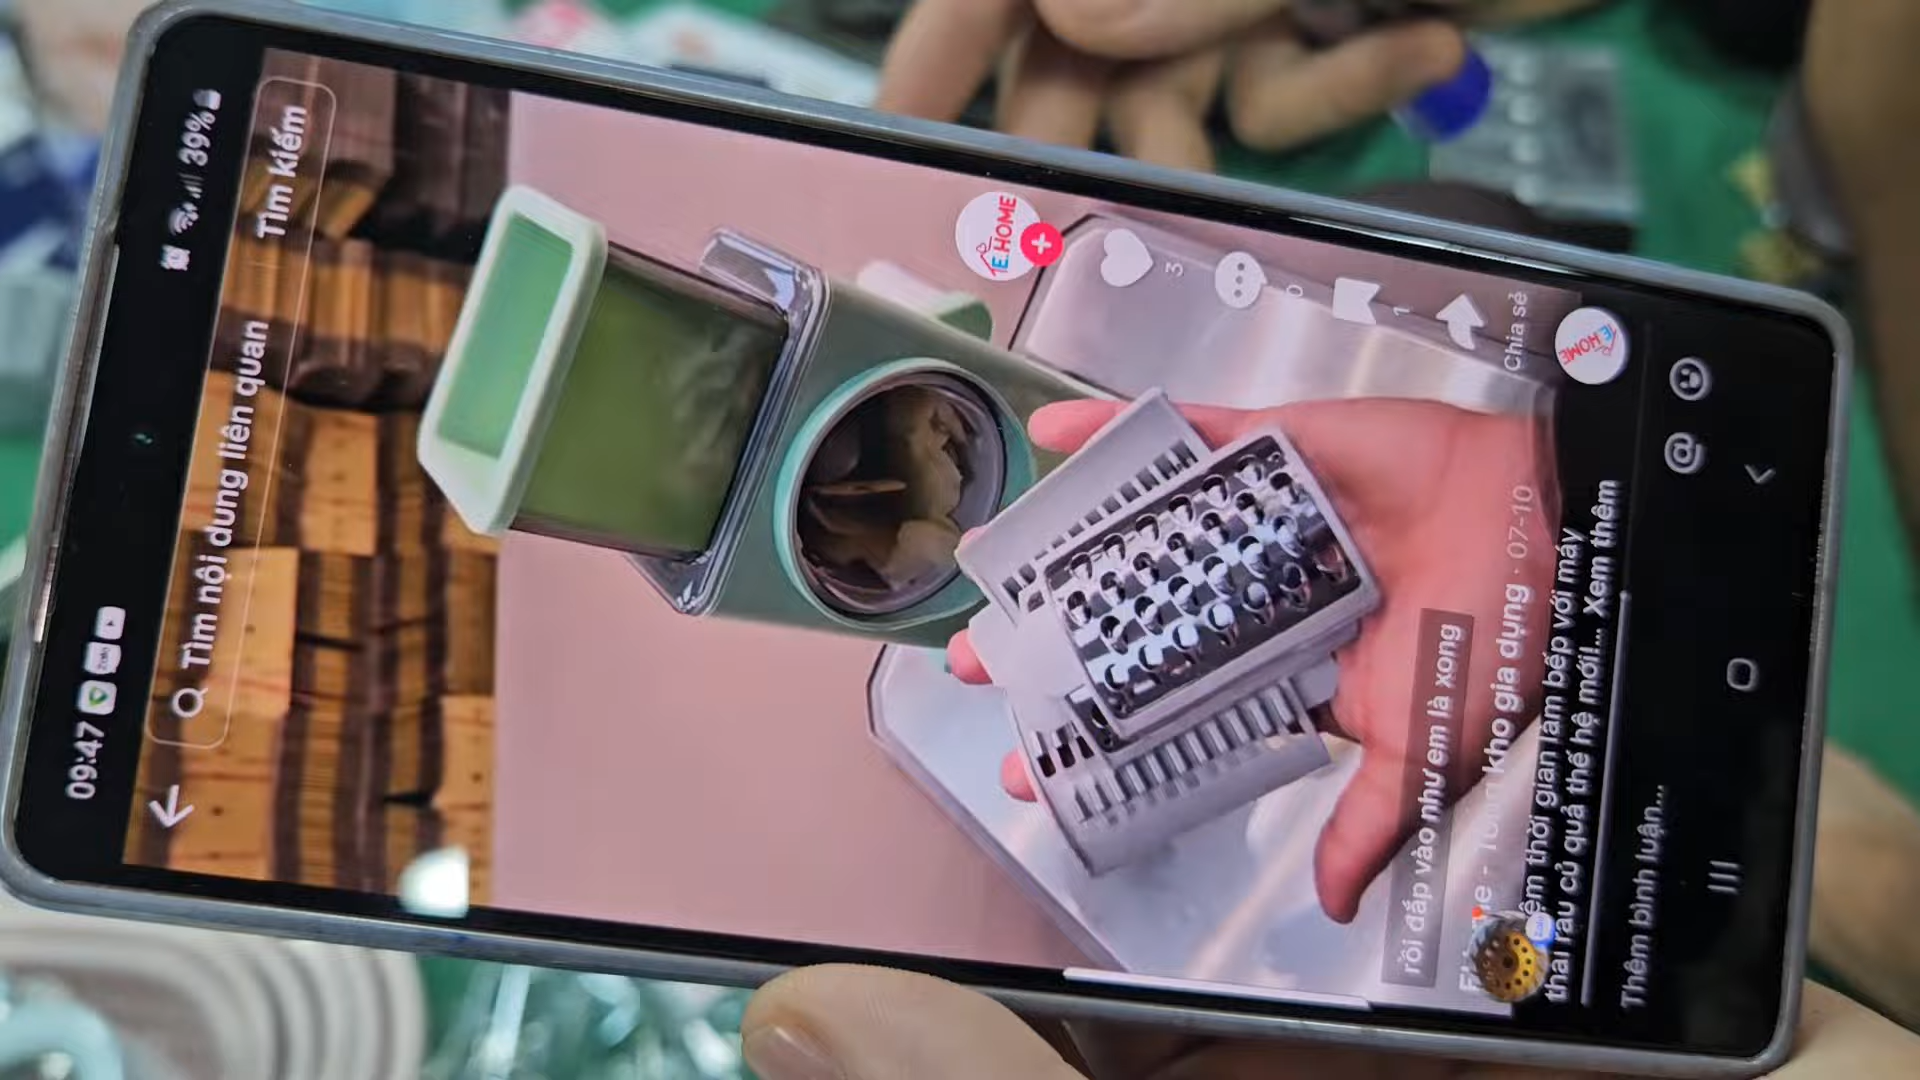 09:47
Zalo
39%
Tìm nội dung liên quan
Tìm kiếm
E.HOME
3
0
1
Chia sẻ
E.HOME
rồi đắp vào như em là xong
kho gia dụng · 07-10
thời gian làm bếp với máy
thái rau củ quả thế hệ mới!... Xem thêm
Thêm bình luận...
@